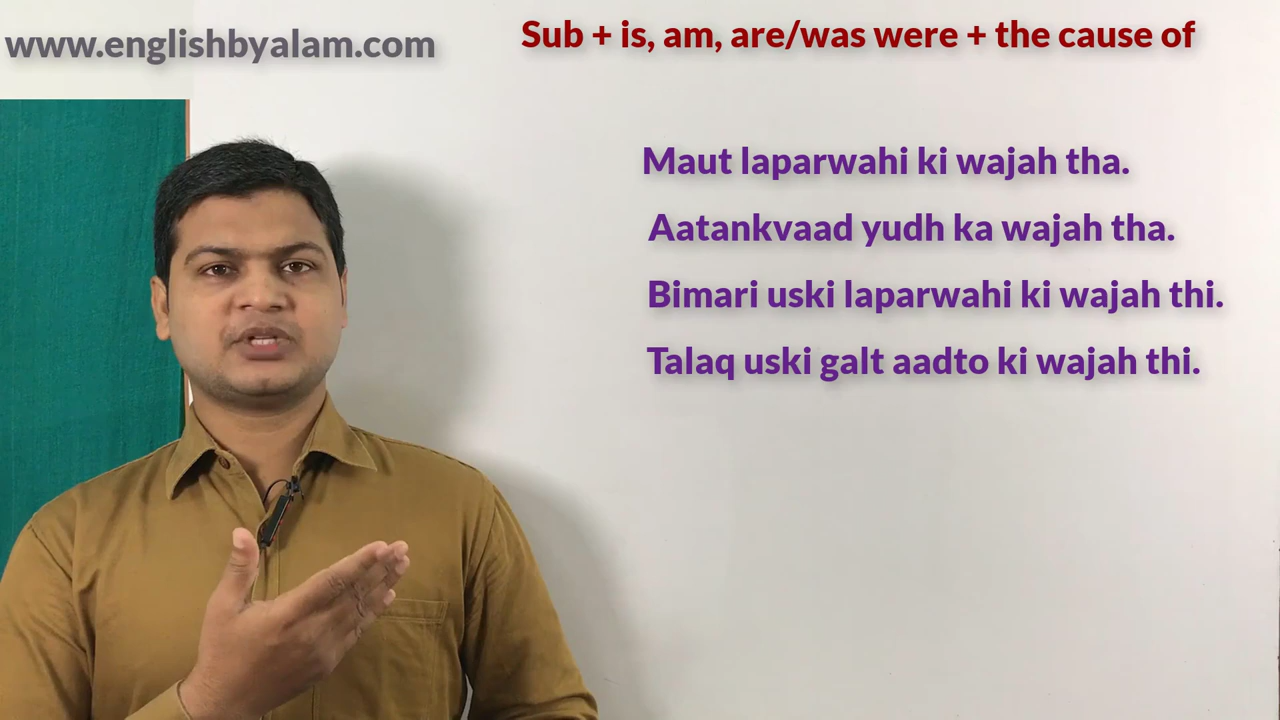 www.englishbyalam.com
Sub + is, am, are/was were + the cause of
Maut laparwahi ki wajah tha.
Aatankvaad yudh ka wajah tha.
Bimari uski laparwahi ki wajah thi.
Talaq uski galt aadto ki wajah thi.